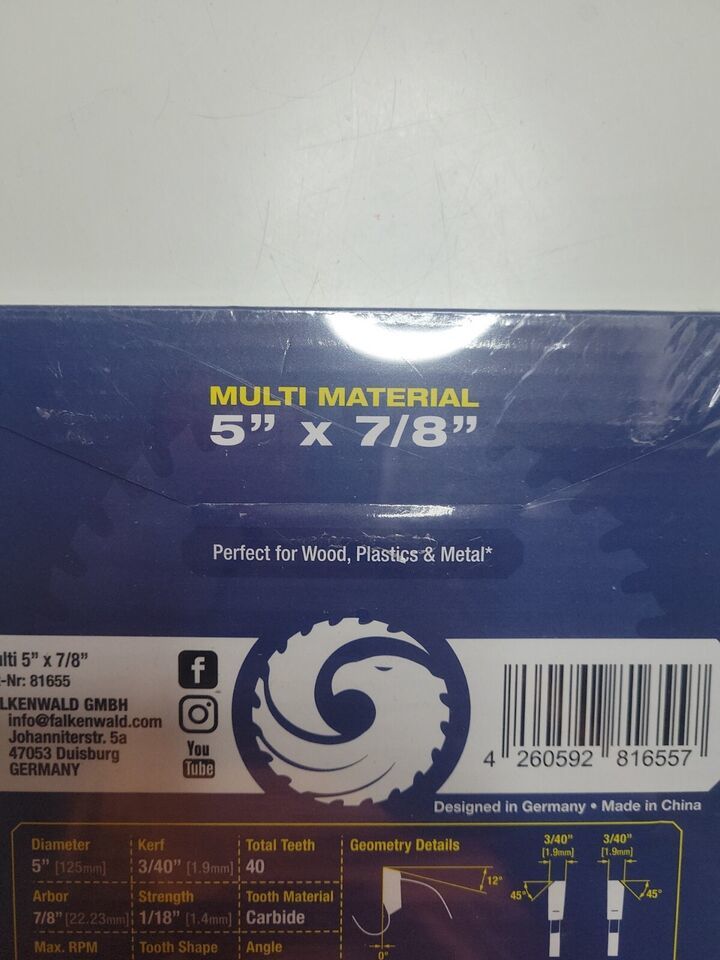 MULTI MATERIAL
5” x 7/8”
Perfect for Wood, Plastics & Metal*
5” x 7/8”
81655
GMBH
info@falkenwald.com
Johanniterstr. 5a
47053 Duisburg
GERMANY
f
You
Tube
4 260592 816557
Designed in Germany • Made in China
Diameter Kerf Total Teeth Geometry Details
5” [125mm] 3/40” [1.9mm] 40
Arbor Strength Tooth Material
7/8” [22.23mm] 1/18” [1.4mm] Carbide
Max. RPM Tooth Shape Angle
12°
0°
3/40” 3/40”
[1.9mm] [1.9mm]
45° 45°